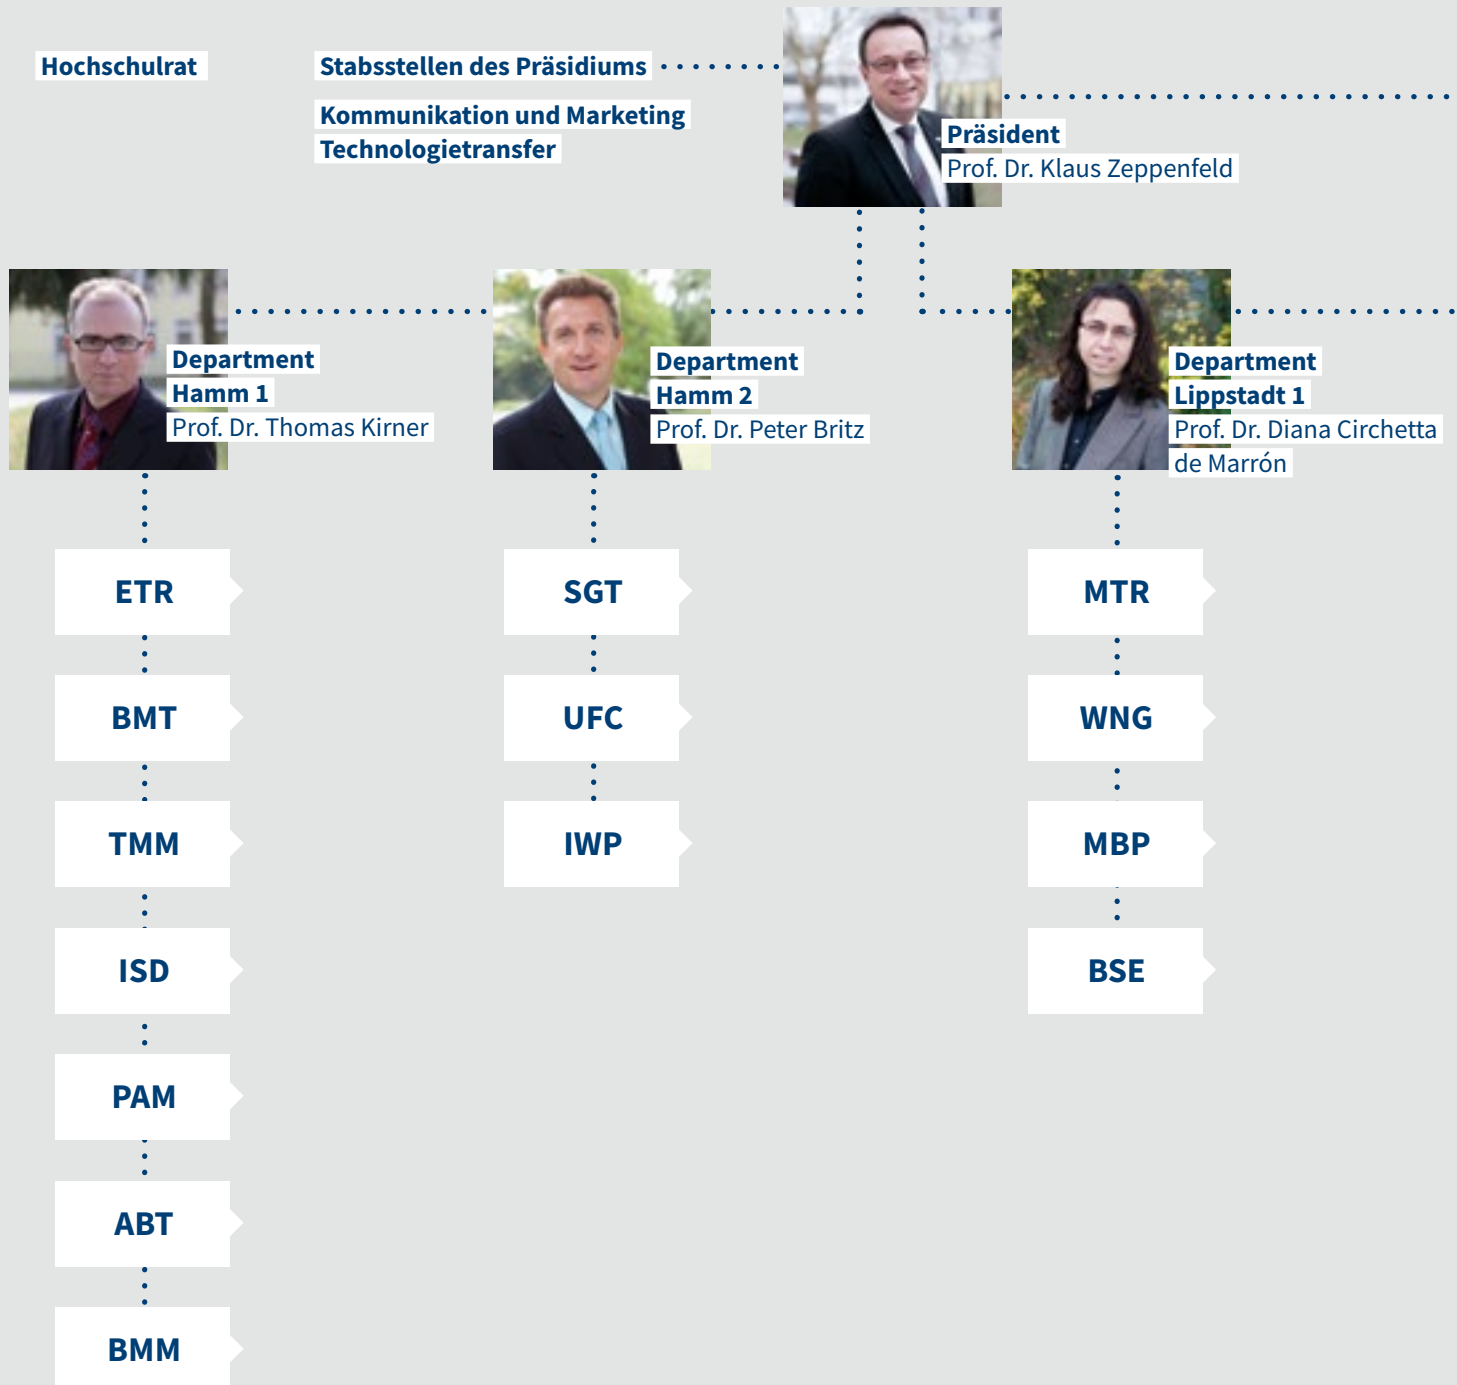 Hochschulrat
Stabsstellen des Präsidiums
Kommunikation und Marketing
Technologietransfer
Präsident
Prof. Dr. Klaus Zeppenfeld
Department
Hamm 1
Prof. Dr. Thomas Kirner
Department
Hamm 2
Prof. Dr. Peter Britz
Department
Lippstadt 1
Prof. Dr. Diana Circhetta
de Marrón
ETR
BMT
TMM
ISD
PAM
ABT
BMM
SGT
UFC
IWP
MTR
WNG
MBP
BSE